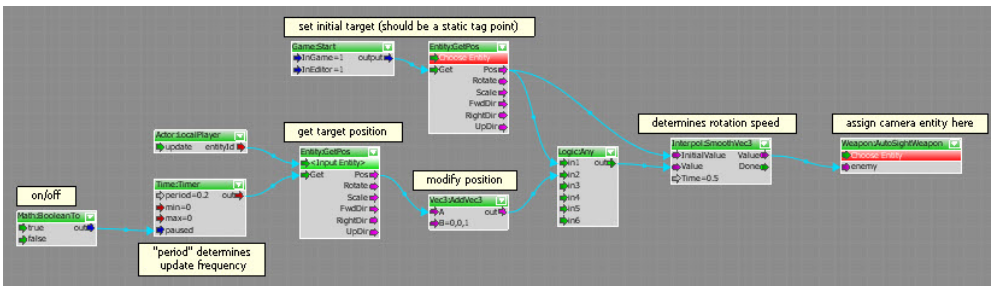 set initial target (should be a static tag point)
Game:Start
InGame=1 output
InEditor=1
Entity:GetPos
Choose Entity
Get Pos
Rotate
Scale
FwdDir
RightDir
UpDir
determines rotation speed
assign camera entity here
get target position
Actor:LocalPlayer
update entityId
Entity:GetPos
<Input Entity>
Get Pos
Rotate
Scale
FwdDir
RightDir
UpDir
Logic:Any
in1 out
in2
in3
in4
in5
in6
Interpol:SmoothVec3
InitialValue Value
Value Done
Time=0.5
Weapon:AutoSightWeapon
Choose Entity
enemy
on/off
Math:BooleanTo
true out
false
Time:Timer
period=0.2 out
min=0
max=0
paused
modify position
Vec3:AddVec3
A out
B=0,0,1
"period" determines
update frequency